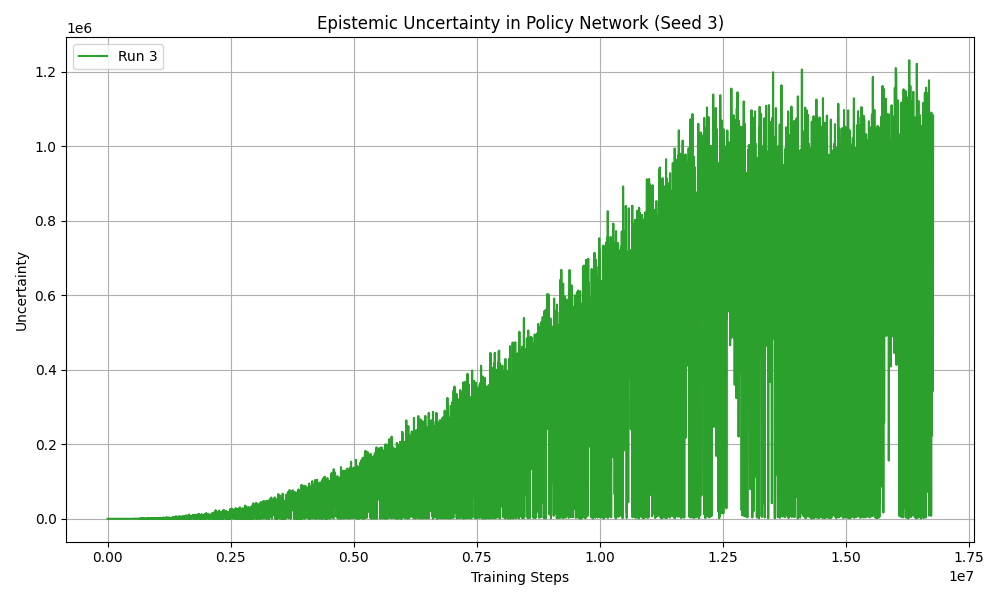 Epistemic Uncertainty in Policy Network (Seed 3)
1e6
Run 3
1.2
1.0
0.8
0.6
0.4
0.2
0.0
Uncertainty
0.00 0.25 0.50 0.75 1.00 1.25 1.50 1.75
1e7
Training Steps